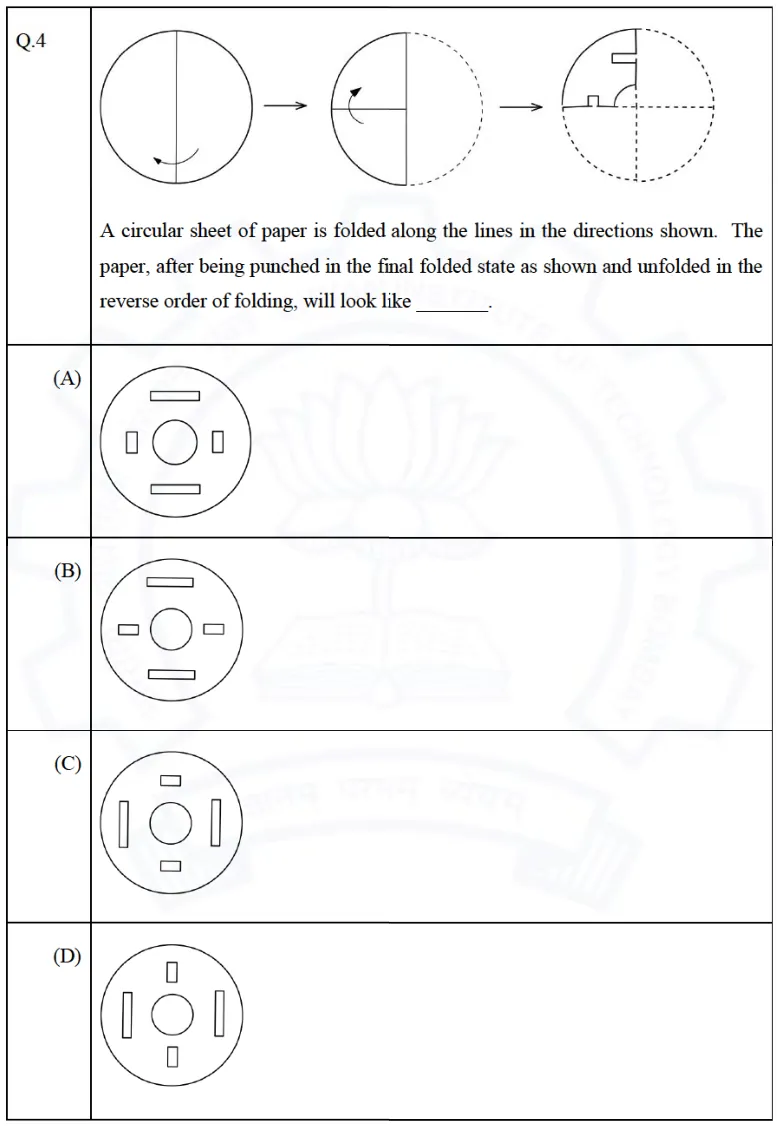 Q.4
A circular sheet of paper is folded along the lines in the directions shown. The
paper, after being punched in the final folded state as shown and unfolded in the
reverse order of folding, will look like _______.
(A)
(B)
(C)
(D)